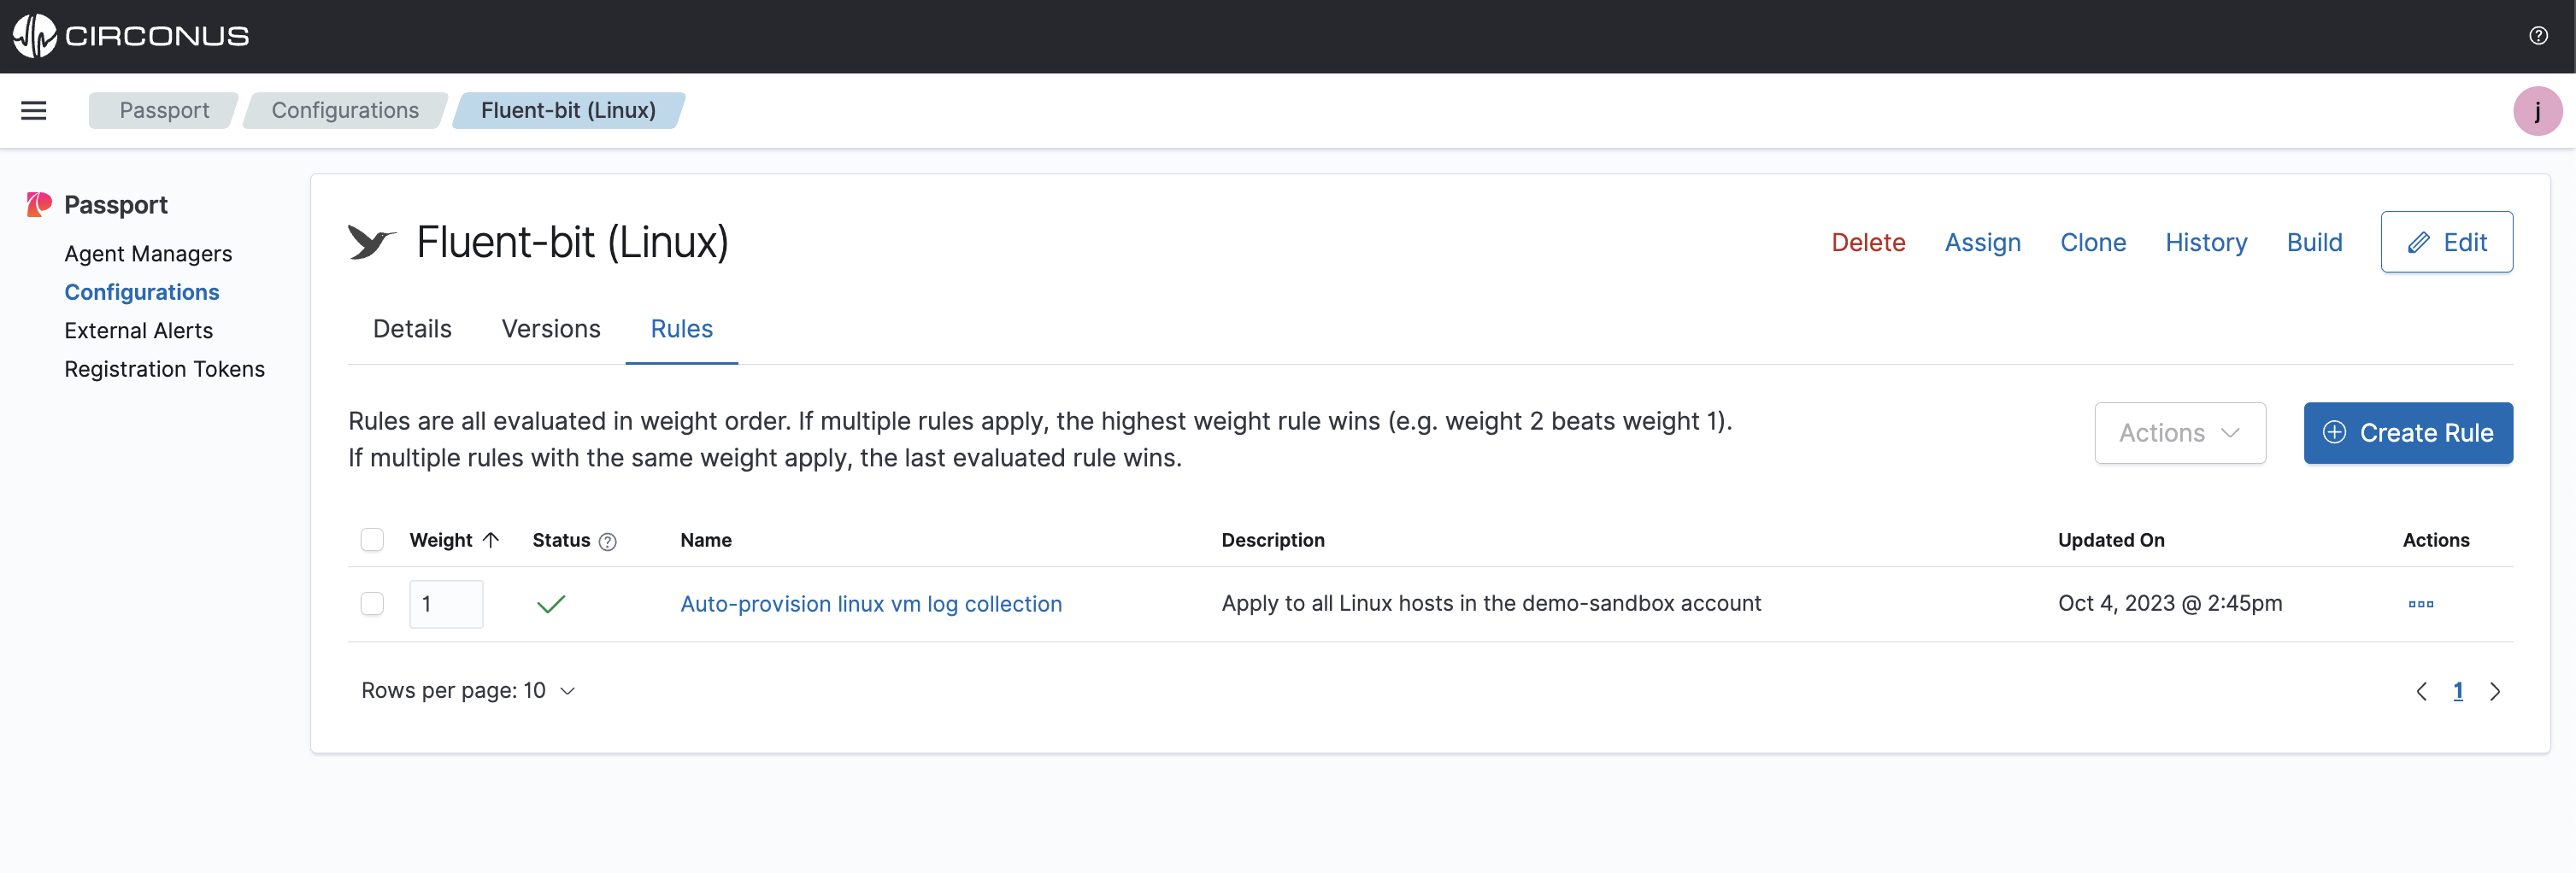 CIRCONUS
Passport
Configurations
Fluent-bit (Linux)
j
Passport
Agent Managers
Configurations
External Alerts
Registration Tokens
Fluent-bit (Linux)
Delete
Assign
Clone
History
Build
Edit
Details
Versions
Rules
Rules are all evaluated in weight order. If multiple rules apply, the highest weight rule wins (e.g. weight 2 beats weight 1).
If multiple rules with the same weight apply, the last evaluated rule wins.
Actions
Create Rule
Weight
Status
Name
Description
Updated On
Actions
1
Auto-provision linux vm log collection
Apply to all Linux hosts in the demo-sandbox account
Oct 4, 2023 @ 2:45pm
Rows per page: 10
1